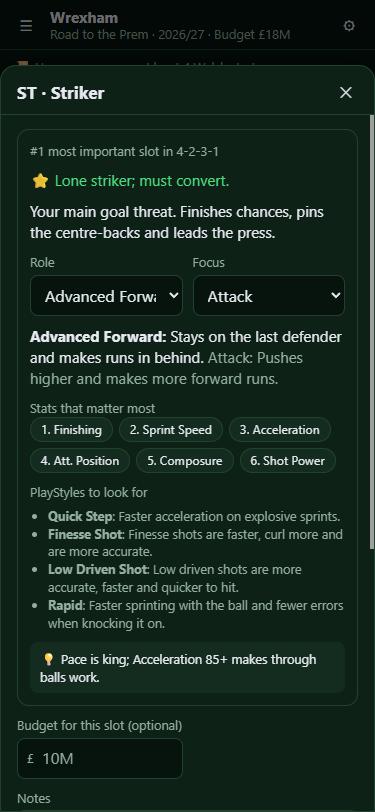 Wrexham
Road to the Prem · 2026/27 · Budget £18M
ST · Striker
#1 most important slot in 4-2-3-1
Lone striker; must convert.
Your main goal threat. Finishes chances, pins
the centre-backs and leads the press.
Role
Focus
Advanced Forwa
Attack
Advanced Forward: Stays on the last defender
and makes runs in behind. Attack: Pushes
higher and makes more forward runs.
Stats that matter most
1. Finishing
2. Sprint Speed
3. Acceleration
4. Att. Position
5. Composure
6. Shot Power
PlayStyles to look for
Quick Step: Faster acceleration on explosive sprints.
Finesse Shot: Finesse shots are faster, curl more and
are more accurate.
Low Driven Shot: Low driven shots are more
accurate, faster and quicker to hit.
Rapid: Faster sprinting with the ball and fewer errors
when knocking it on.
Pace is king; Acceleration 85+ makes through
balls work.
Budget for this slot (optional)
£ 10M
Notes